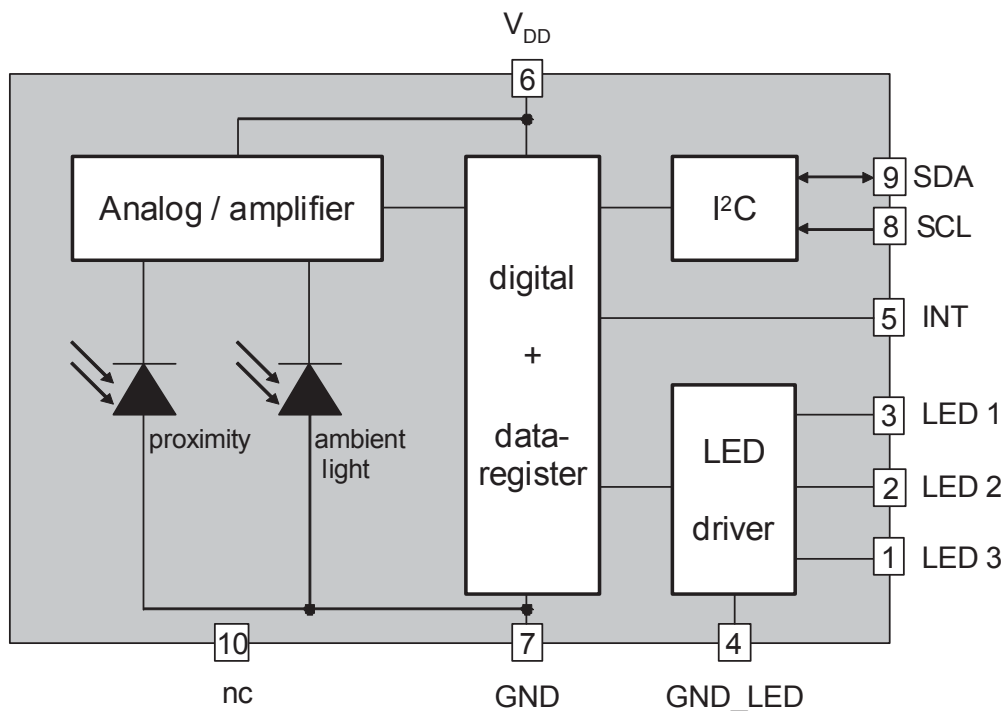 V_DD
6
Analog / amplifier
digital
+
data-
register
I²C
9 SDA
8 SCL
5 INT
proximity
ambient
light
LED
driver
3 LED 1
2 LED 2
1 LED 3
10
7
4
nc
GND
GND_LED